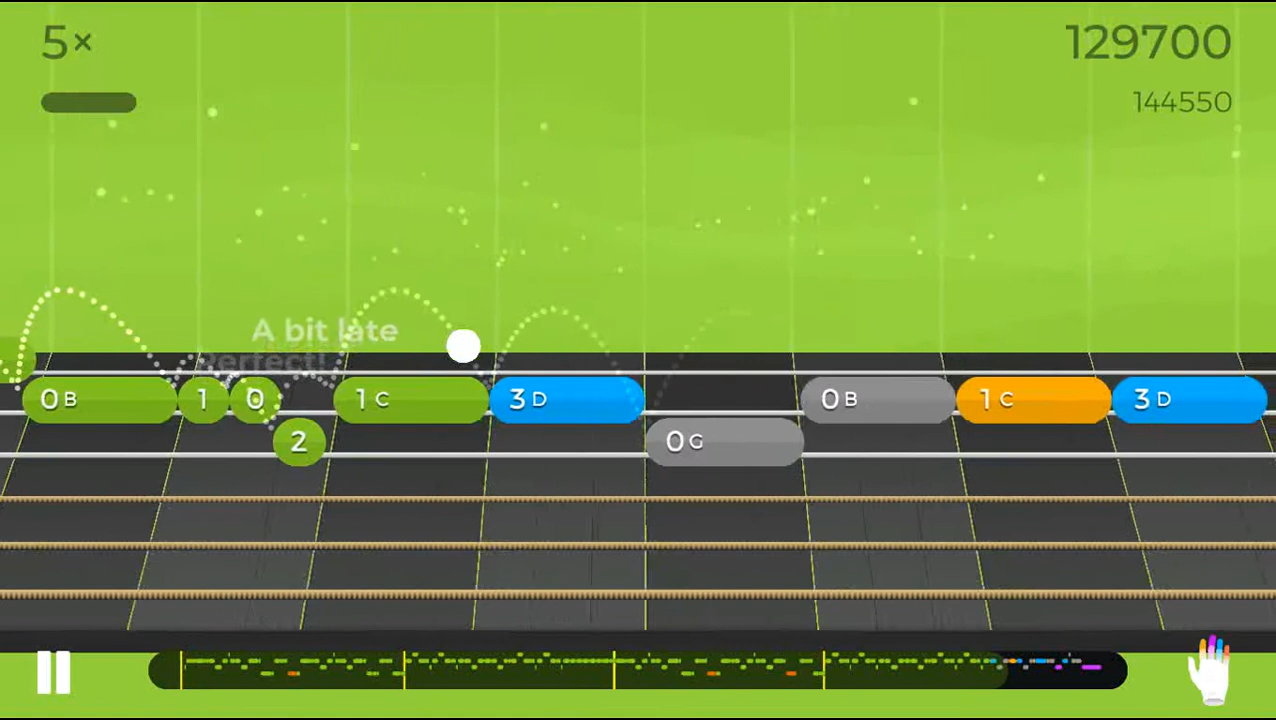 5×
129700
144550
A bit late
Perfect!
0 B
1
0
1 C
3 D
0 B
1 C
3 D
2
0 G